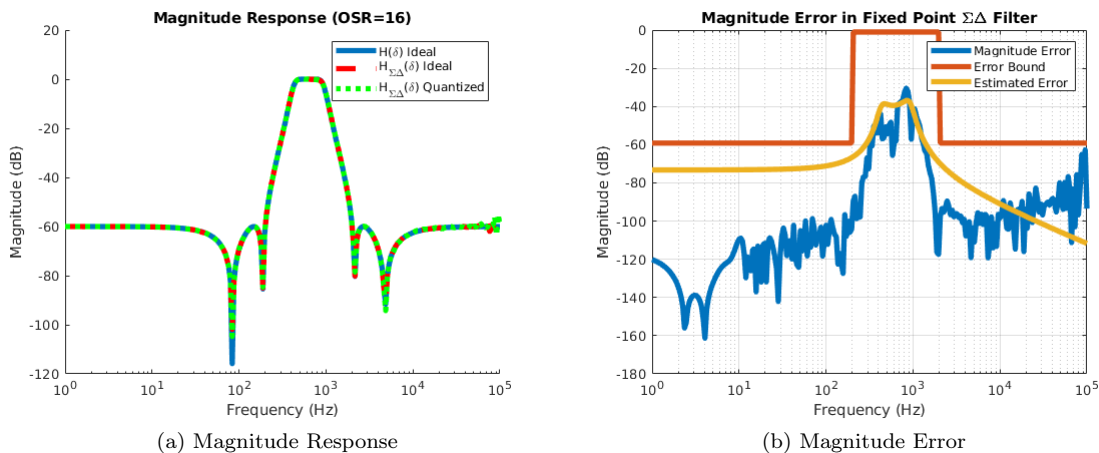 Magnitude Response (OSR=16)
20
0
-20
-40
-60
-80
-100
-120
Magnitude (dB)
H(δ) Ideal
H_ΣΔ(δ) Ideal
H_ΣΔ(δ) Quantized
10^0
10^1
10^2
10^3
10^4
10^5
Frequency (Hz)
(a) Magnitude Response
Magnitude Error in Fixed Point ΣΔ Filter
0
-20
-40
-60
-80
-100
-120
-140
-160
-180
Magnitude (dB)
Magnitude Error
Error Bound
Estimated Error
10^0
10^1
10^2
10^3
10^4
10^5
Frequency (Hz)
(b) Magnitude Error